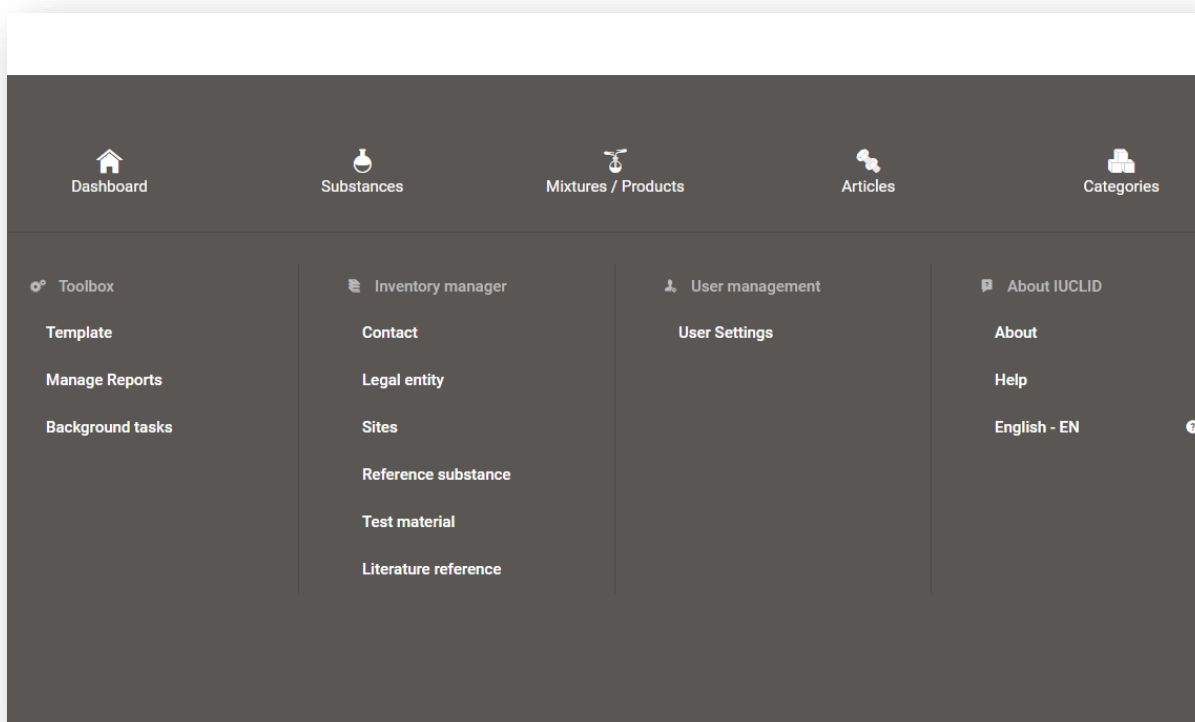 Dashboard
Substances
Mixtures / Products
Articles
Categories
Toolbox
Template
Manage Reports
Background tasks
Inventory manager
Contact
Legal entity
Sites
Reference substance
Test material
Literature reference
User management
User Settings
About IUCLID
About
Help
English - EN